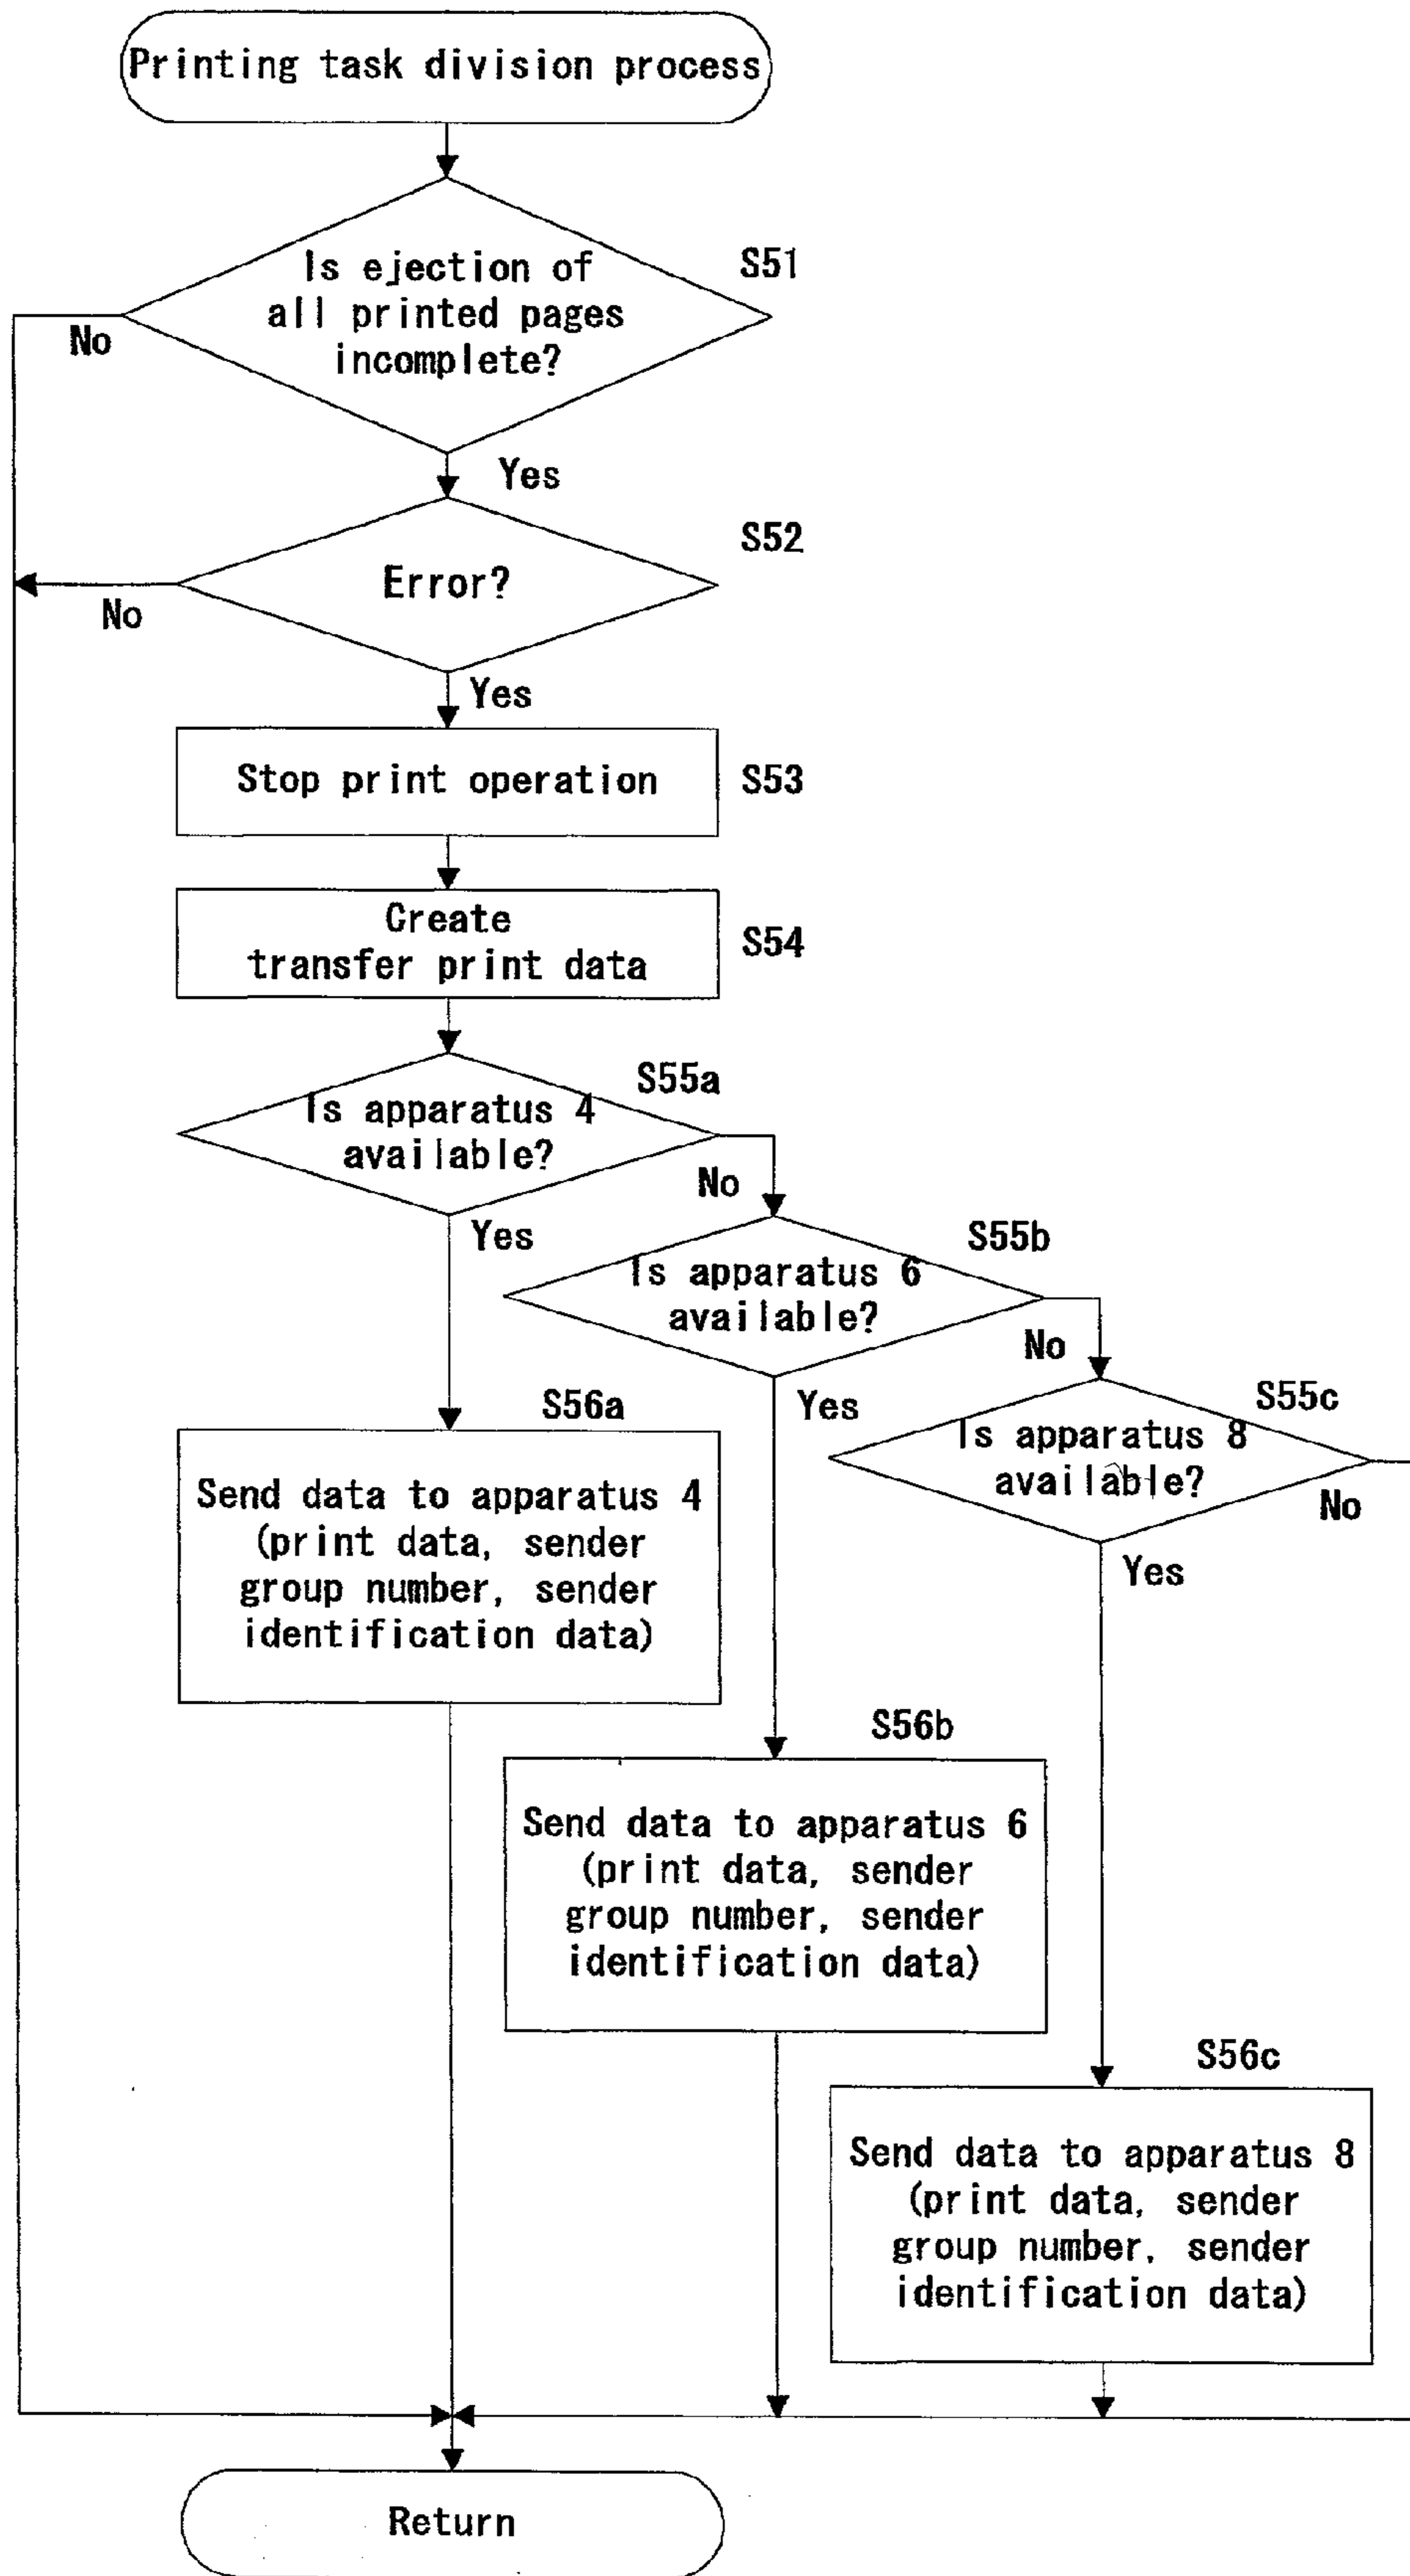 Printing task division process
Is ejection of
all printed pages
incomplete?
S51
No
Yes
S52
Error?
No
Yes
Stop print operation
S53
Create
transfer print data
S54
S55a
Is apparatus 4
available?
No
Yes
S55b
Is apparatus 6
available?
No
Yes
S55c
Is apparatus 8
available?
No
Yes
S56a
Send data to apparatus 4
(print data, sender
group number, sender
identification data)
S56b
Send data to apparatus 6
(print data, sender
group number, sender
identification data)
S56c
Send data to apparatus 8
(print data, sender
group number, sender
identification data)
Return